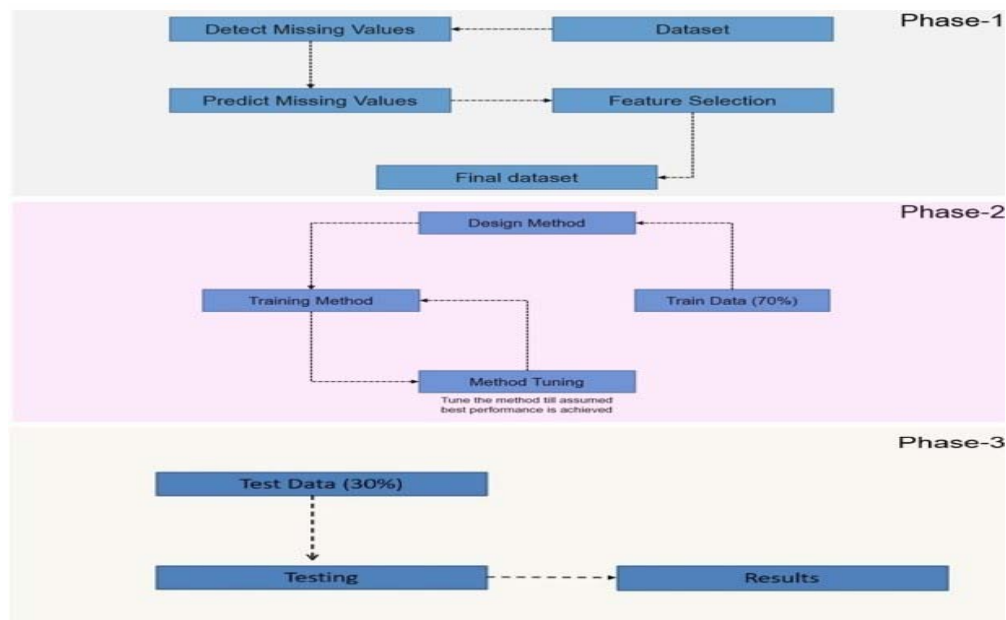 Phase-1
Detect Missing Values
Dataset
Predict Missing Values
Feature Selection
Final dataset
Phase-2
Design Method
Training Method
Train Data (70%)
Method Tuning
Tune the method till assumed
best performance is achieved
Phase-3
Test Data (30%)
Testing
Results